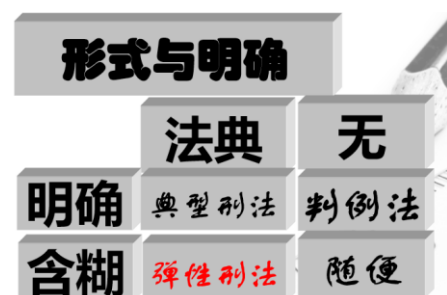 形式与明确
法典 无
明确 典型刑法 判例法
含糊 弹性刑法 随便